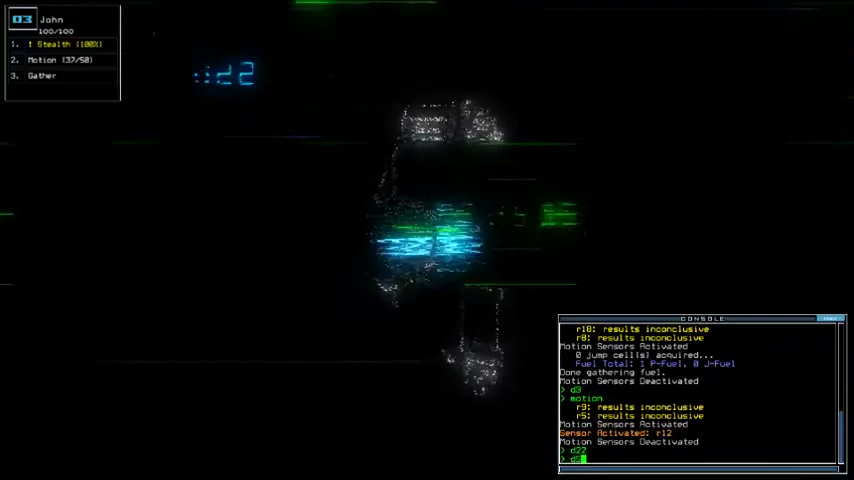 03 John
100/100
1. ! Stealth (100%)
2. Motion (37/50)
3. Gather
22
CONSOLE
r10: results inconclusive
r8: results inconclusive
Motion Sensors Activated
0 jump cell(s) acquired...
Fuel Total: 1 P-Fuel, 0 J-Fuel
Done gathering fuel.
Motion Sensors Deactivated
> d3
> motion
r9: results inconclusive
r5: results inconclusive
Motion Sensors Activated
Sensor Activated: r12
Motion Sensors Deactivated
> d22